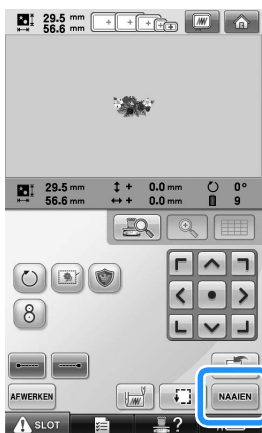 29.5 mm
56.6 mm
29.5 mm + 0.0 mm 0°
56.6 mm + 0.0 mm 9
8
AFWERKEN NAAIEN
SLOT ?